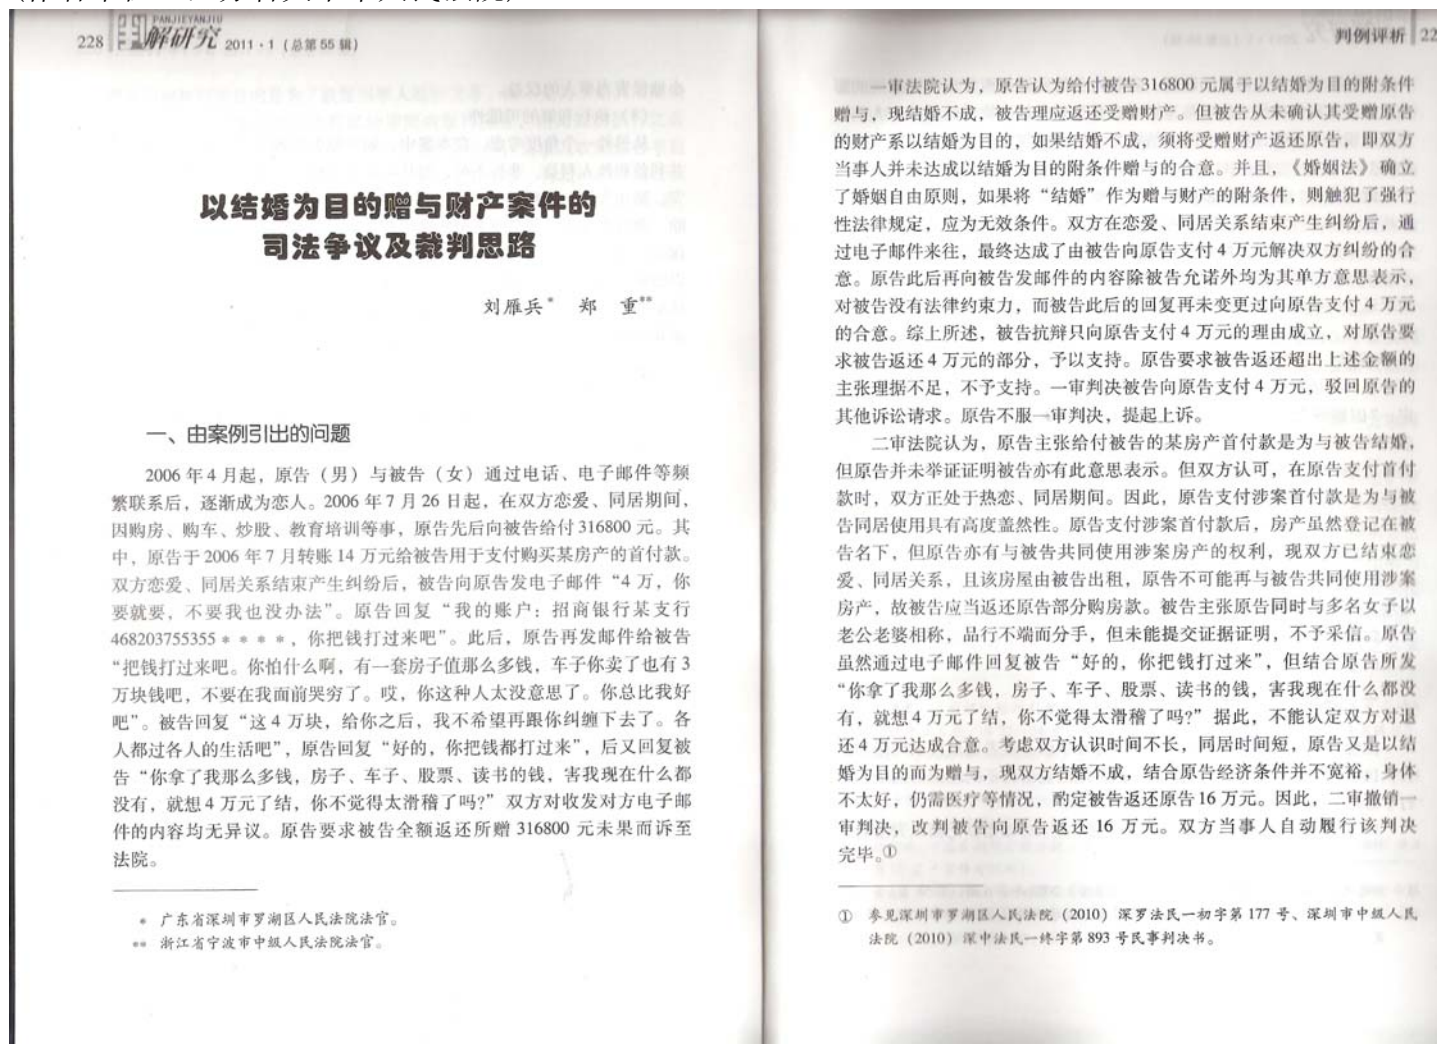 228
PANJIEYANJIU
判解研究 2011·1（总第55辑）
以结婚为目的赠与财产案件的
司法争议及裁判思路
刘雁兵* 郑 重**
一、由案例引出的问题
2006年4月起，原告（男）与被告（女）通过电话、电子邮件等频
繁联系后，逐渐成为恋人。2006年7月26日起，在双方恋爱、同居期间，
因购房、购车、炒股、教育培训等事，原告先后向被告给付316800元。其
中，原告于2006年7月转账14万元给被告用于支付购买某房产的首付款。
双方恋爱、同居关系结束产生纠纷后，被告向原告发电子邮件“4万，你
要就要，不要我也没办法”。原告回复“我的账户：招商银行某支行
468203755355＊＊＊＊，你把钱打过来吧”。此后，原告再发邮件给被告
“把钱打过来吧。你怕什么啊，有一套房子值那么多钱，车子你卖了也有3
万块钱吧，不要在我面前哭穷了。哎，你这种人太没意思了。你总比我好
吧”。被告回复“这4万块，给你之后，我不希望再跟你纠缠下去了。各
人都过各人的生活吧”，原告回复“好的，你把钱都打过来”，后又回复被
告“你拿了我那么多钱，房子、车子、股票、读书的钱，害我现在什么都
没有，就想4万元了结，你不觉得太滑稽了吗?”双方对收发对方电子邮
件的内容均无异议。原告要求被告全额返还所赠316800元未果而诉至
法院。
* 广东省深圳市罗湖区人民法院法官。
** 浙江省宁波市中级人民法院法官。
判例评析 22
一审法院认为，原告认为给付被告316800元属于以结婚为目的附条件
赠与，现结婚不成，被告理应返还受赠财产。但被告从未确认其受赠原告
的财产系以结婚为目的，如果结婚不成，须将受赠财产返还原告，即双方
当事人并未达成以结婚为目的附条件赠与的合意。并且，《婚姻法》确立
了婚姻自由原则，如果将“结婚”作为赠与财产的附条件，则触犯了强行
性法律规定，应为无效条件。双方在恋爱、同居关系结束产生纠纷后，通
过电子邮件来往，最终达成了由被告向原告支付4万元解决双方纠纷的合
意。原告此后再向被告发邮件的内容除被告允诺外均为其单方意思表示，
对被告没有法律约束力，而被告此后的回复再未变更过向原告支付4万元
的合意。综上所述，被告抗辩只向原告支付4万元的理由成立，对原告要
求被告返还4万元的部分，予以支持。原告要求被告返还超出上述金额的
主张理据不足，不予支持。一审判决被告向原告支付4万元，驳回原告的
其他诉讼请求。原告不服一审判决，提起上诉。
二审法院认为，原告主张给付被告的某房产首付款是为与被告结婚，
但原告并未举证证明被告亦有此意思表示。但双方认可，在原告支付首付
款时，双方正处于热恋、同居期间。因此，原告支付涉案首付款是为与被
告同居使用具有高度盖然性。原告支付涉案首付款后，房产虽然登记在被
告名下，但原告亦有与被告共同使用涉案房产的权利，现双方已结束恋
爱、同居关系，且该房屋由被告出租，原告不可能再与被告共同使用涉案
房产，故被告应当返还原告部分购房款。被告主张原告同时与多名女子以
老公老婆相称，品行不端而分手，但未能提交证据证明，不予采信。原告
虽然通过电子邮件回复被告“好的，你把钱打过来”，但结合原告所发
“你拿了我那么多钱，房子、车子、股票、读书的钱，害我现在什么都没
有，就想4万元了结，你不觉得太滑稽了吗?”据此，不能认定双方对退
还4万元达成合意。考虑双方认识时间不长，同居时间短，原告又是以结
婚为目的而为赠与，现双方结婚不成，结合原告经济条件并不宽裕，身体
不太好，仍需医疗等情况，酌定被告返还原告16万元。因此，二审撤销一
审判决，改判被告向原告返还16万元。双方当事人自动履行该判决
完毕。①
① 参见深圳市罗湖区人民法院（2010）深罗法民一初字第177号、深圳市中级人民
法院（2010）深中法民一终字第893号民事判决书。